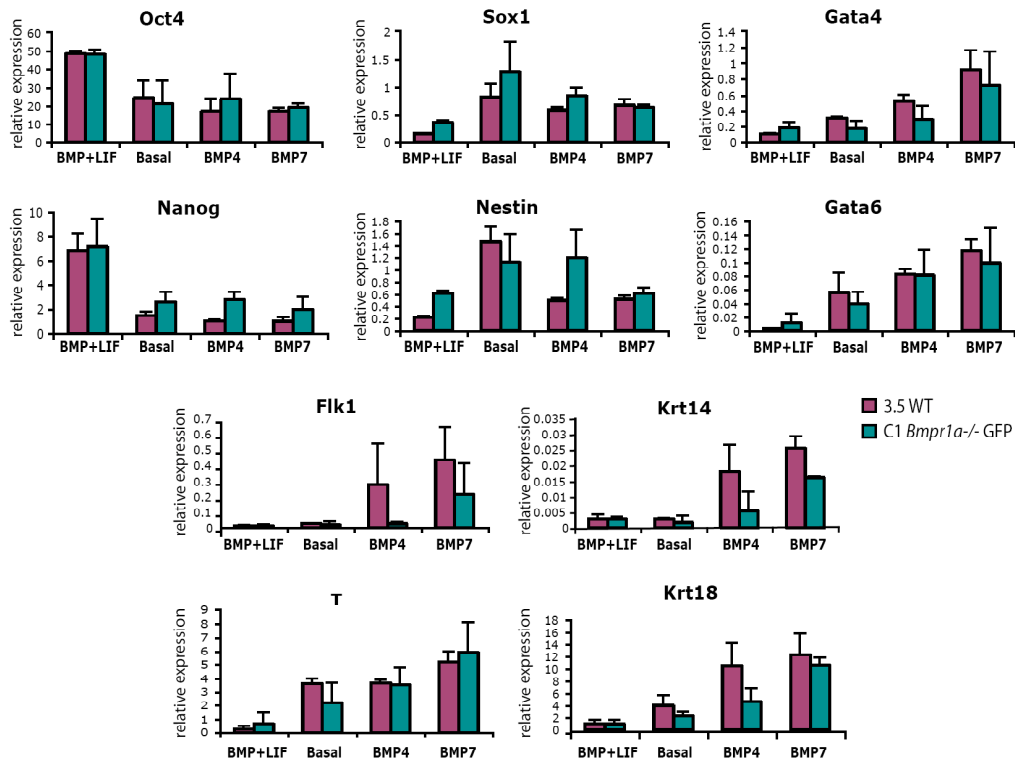 Oct4
relative expression
60
50
40
30
20
10
0
BMP+LIF Basal BMP4 BMP7
Sox1
relative expression
2
1.5
1
0.5
0
BMP+LIF Basal BMP4 BMP7
Gata4
relative expression
1.4
1.2
1
0.8
0.6
0.4
0.2
0
BMP+LIF Basal BMP4 BMP7
Nanog
relative expression
10
8
6
4
2
0
BMP+LIF Basal BMP4 BMP7
Nestin
relative expression
1.8
1.6
1.4
1.2
1
0.8
0.6
0.4
0.2
0
BMP+LIF Basal BMP4 BMP7
Gata6
relative expression
0.16
0.14
0.12
0.1
0.08
0.06
0.04
0.02
0
BMP+LIF Basal BMP4 BMP7
Flk1
relative expression
0.7
0.6
0.5
0.4
0.3
0.2
0.1
0
BMP+LIF Basal BMP4 BMP7
Krt14
relative expression
0.035
0.03
0.025
0.02
0.015
0.01
0.005
0
BMP+LIF Basal BMP4 BMP7
3.5 WT
C1 Bmpr1a-/- GFP
T
relative expression
9
8
7
6
5
4
3
2
1
0
BMP+LIF Basal BMP4 BMP7
Krt18
relative expression
18
16
14
12
10
8
6
4
2
0
BMP+LIF Basal BMP4 BMP7